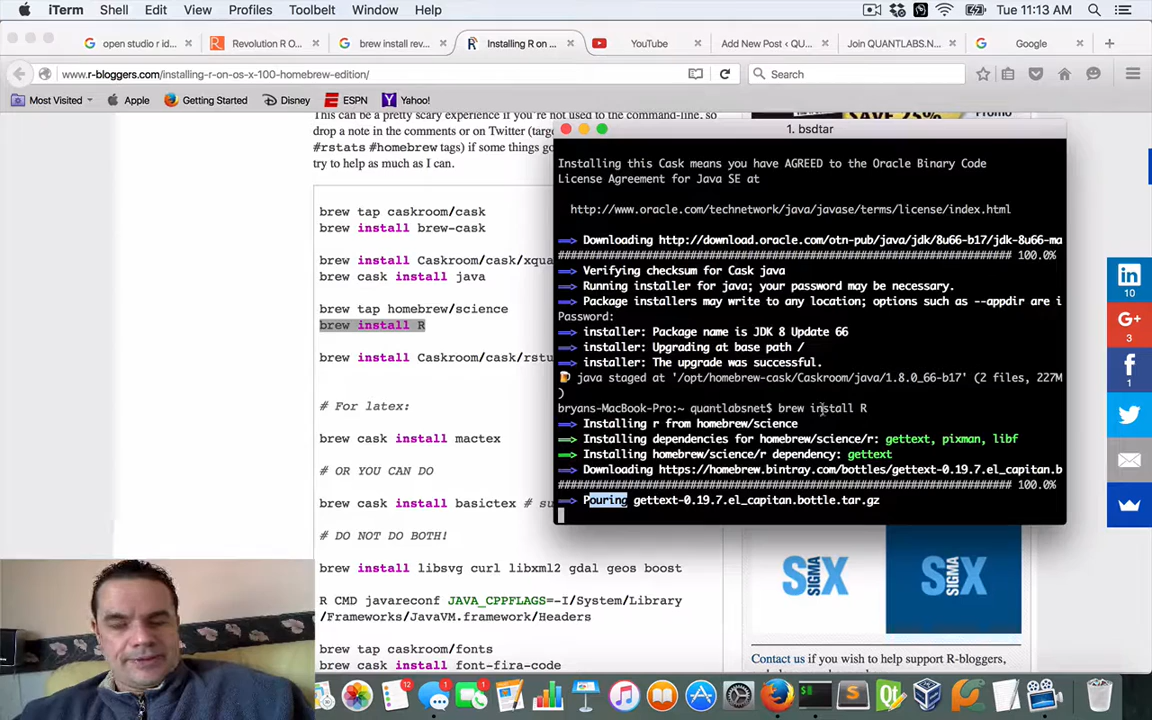 iTerm Shell Edit View Profiles Toolbelt Window Help Tue 11:13 AM
open studio r id... Revolution R O... brew install rev... Installing R on ... YouTube Add New Post ‹ QU... Join QUANTLABS.N... Google
www.r-bloggers.com/installing-r-on-os-x-100-homebrew-edition/ Search
Most Visited Apple Getting Started Disney ESPN Yahoo!
This can be a pretty scary experience if you're not used to the command-line, so
drop a note in the comments or on Twitter (targe
#rstats #homebrew tags) if some things go
try to help as much as I can.
brew tap caskroom/cask
brew install brew-cask
brew install Caskroom/cask/xqua
brew cask install java
brew tap homebrew/science
brew install R
brew install Caskroom/cask/rstu
# For latex:
brew cask install mactex
# OR YOU CAN DO
brew cask install basictex # su
# DO NOT DO BOTH!
brew install libsvg curl libxml2 gdal geos boost
R CMD javareconf JAVA_CPPFLAGS=-I/System/Library
/Frameworks/JavaVM.framework/Headers
brew tap caskroom/fonts
brew cask install font-fira-code
SAVE 25%
1. bsdtar
Installing this Cask means you have AGREED to the Oracle Binary Code
License Agreement for Java SE at
http://www.oracle.com/technetwork/java/javase/terms/license/index.html
==> Downloading http://download.oracle.com/otn-pub/java/jdk/8u66-b17/jdk-8u66-ma
######################################################################## 100.0%
==> Verifying checksum for Cask java
==> Running installer for java; your password may be necessary.
==> Package installers may write to any location; options such as --appdir are i
Password:
==> installer: Package name is JDK 8 Update 66
==> installer: Upgrading at base path /
==> installer: The upgrade was successful.
java staged at '/opt/homebrew-cask/Caskroom/java/1.8.0_66-b17' (2 files, 227M
)
bryans-MacBook-Pro:~ quantlabsnet$ brew install R
==> Installing r from homebrew/science
==> Installing dependencies for homebrew/science/r: gettext, pixman, libf
==> Installing homebrew/science/r dependency: gettext
==> Downloading https://homebrew.bintray.com/bottles/gettext-0.19.7.el_capitan.b
######################################################################## 100.0%
==> Pouring gettext-0.19.7.el_capitan.bottle.tar.gz
in
10
G+
3
f
1
SIX
SIGMA
SIX
SIGMA
Contact us if you wish to help support R-bloggers,
12
1
1